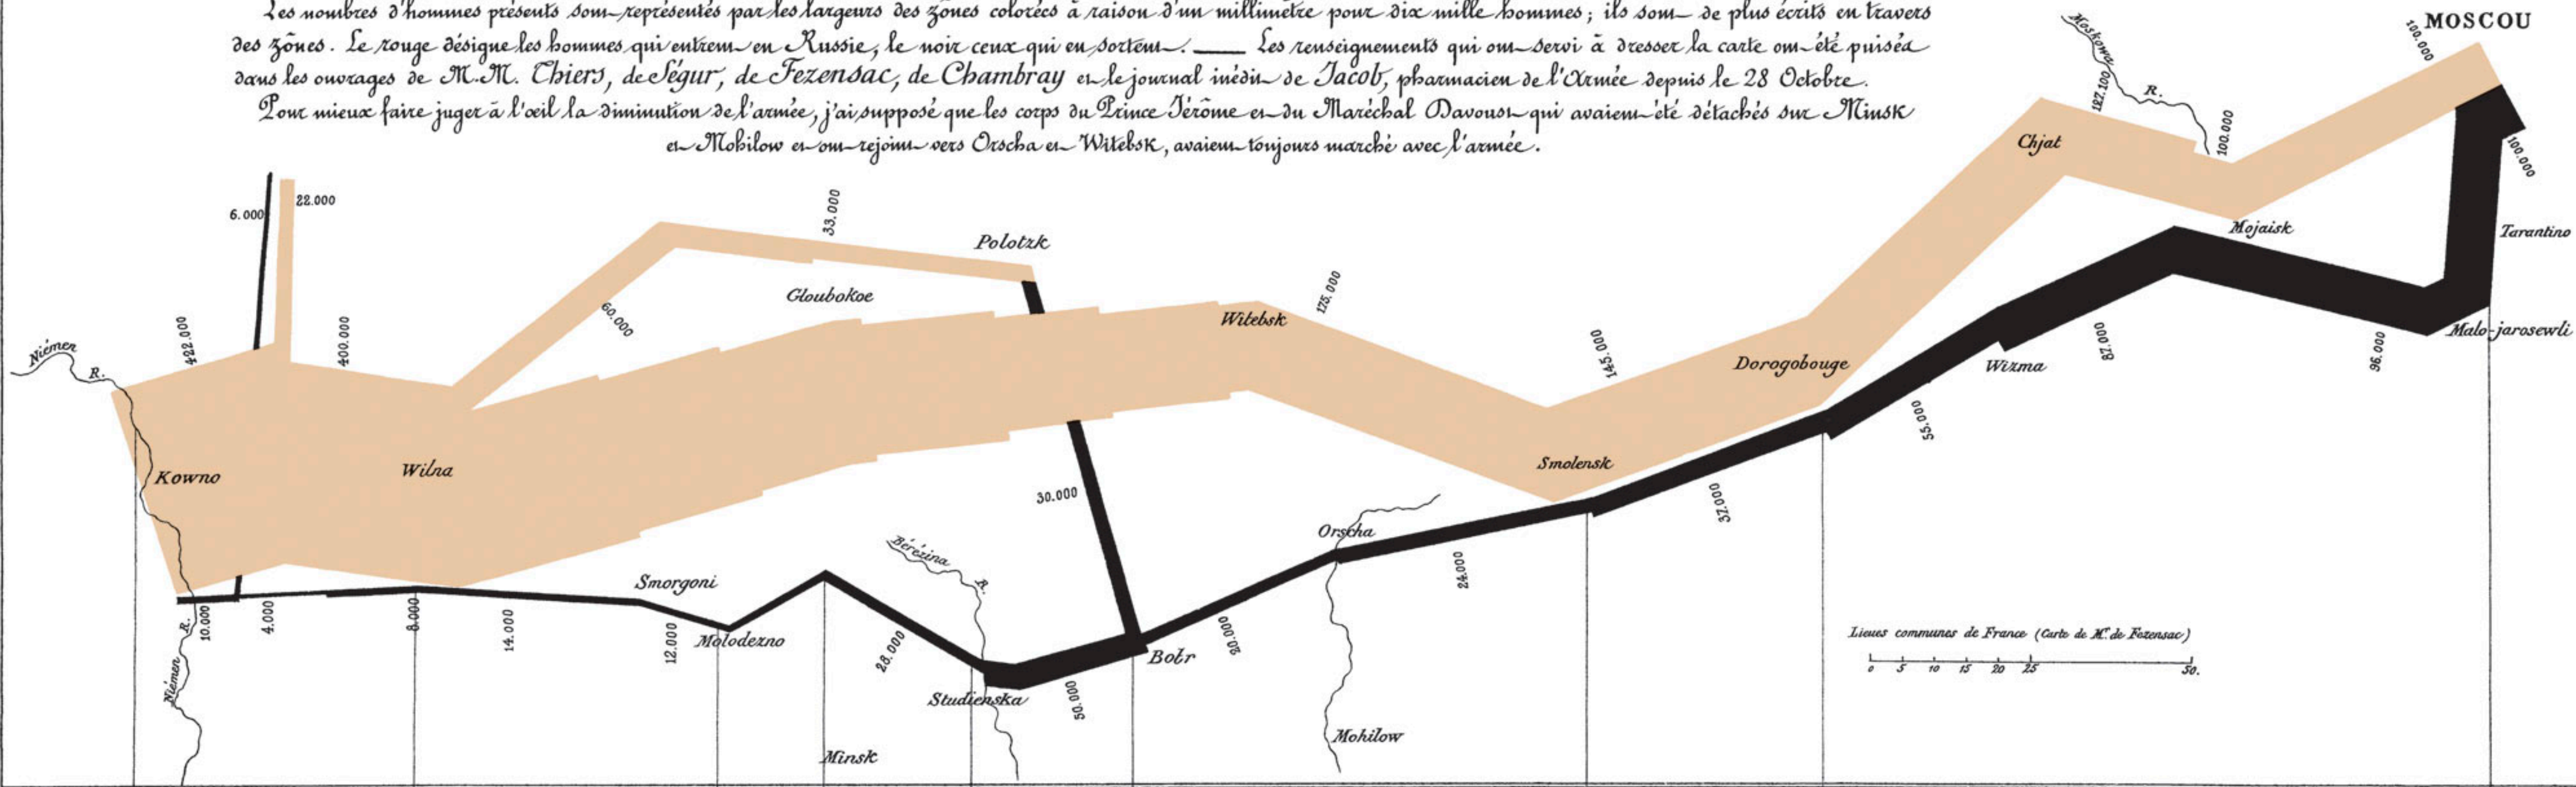 Les nombres d'hommes présents sont représentés par les largeurs des zônes colorées à raison d'un millimètre pour dix mille hommes; ils sont de plus écrits en travers
des zônes. Le rouge désigne les hommes qui entrent en Russie, le noir ceux qui en sortent. — Les renseignements qui ont servi à dresser la carte ont été puisés
dans les ouvrages de M.M. Thiers, de Ségur, de Fezensac, de Chambray et le journal inédit de Jacob, pharmacien de l'Armée depuis le 28 Octobre.
Pour mieux faire juger à l'œil la diminution de l'armée, j'ai supposé que les corps du Prince Jérôme et du Maréchal Davoust qui avaient été détachés sur Minsk
et Mohilow et ont rejoint vers Orscha et Witebsk, avaient toujours marché avec l'armée.
MOSCOU
100.000
Moskowa
R.
127.100
100.000
100.000
Chjat
Mojaisk
Tarantino
Malo-jarosewli
6.000
22.000
33.000
Polotzk
Gloubokoe
60.000
422.000
400.000
Niémen
R.
Kowno
Wilna
Witebsk
175.000
145.000
Dorogobouge
Smolensk
Wizma
87.000
96.000
55.000
37.000
30.000
Orscha
24.000
20.000
Bérézina
R.
Smorgoni
Molodezno
10.000
4.000
8.000
14.000
12.000
28.000
Studienska
50.000
Bobr
Minsk
Mohilow
Niémen
R.
Lieues communes de France (Carte de Mr. de Fezensac)
0 5 10 15 20 25 50.